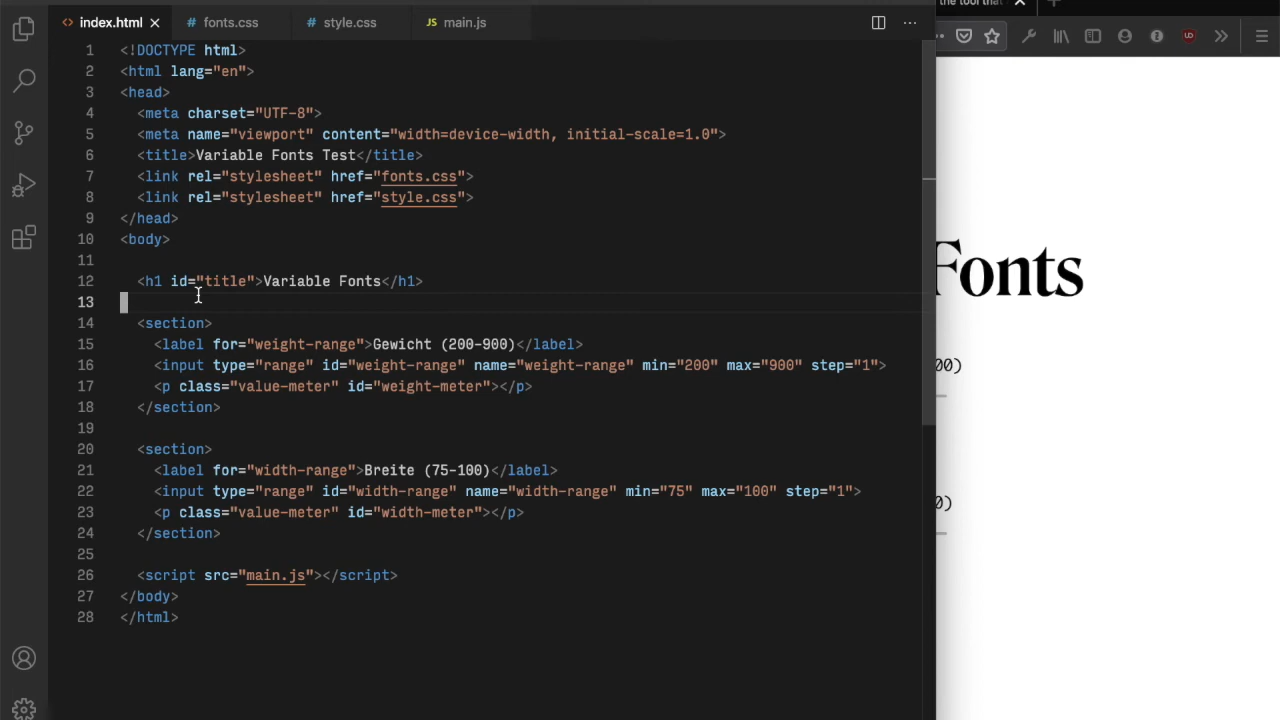 index.html
fonts.css
style.css
JS main.js
the tool that
1 <!DOCTYPE html>
2 <html lang="en">
3 <head>
4 <meta charset="UTF-8">
5 <meta name="viewport" content="width=device-width, initial-scale=1.0">
6 <title>Variable Fonts Test</title>
7 <link rel="stylesheet" href="fonts.css">
8 <link rel="stylesheet" href="style.css">
9 </head>
10 <body>
11
12 <h1 id="title">Variable Fonts</h1>
13
14 <section>
15 <label for="weight-range">Gewicht (200-900)</label>
16 <input type="range" id="weight-range" name="weight-range" min="200" max="900" step="1">
17 <p class="value-meter" id="weight-meter"></p>
18 </section>
19
20 <section>
21 <label for="width-range">Breite (75-100)</label>
22 <input type="range" id="width-range" name="width-range" min="75" max="100" step="1">
23 <p class="value-meter" id="width-meter"></p>
24 </section>
25
26 <script src="main.js"></script>
27 </body>
28 </html>
Fonts
00)
0)